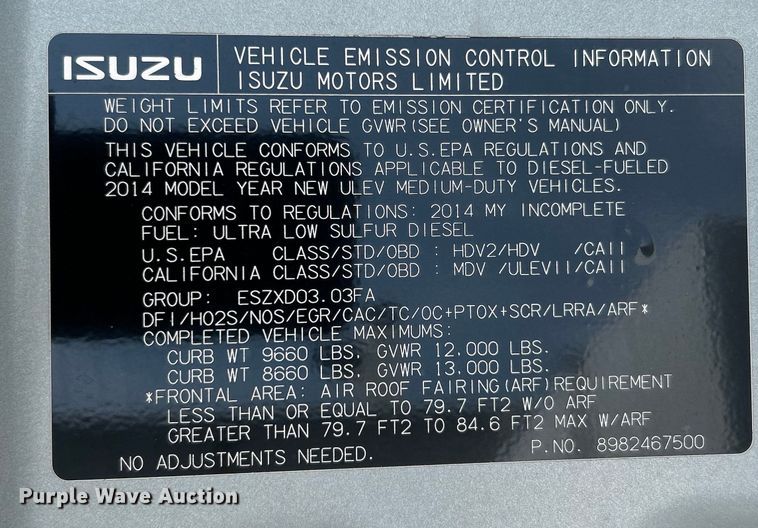 ISUZU
VEHICLE EMISSION CONTROL INFORMATION
ISUZU MOTORS LIMITED
WEIGHT LIMITS REFER TO EMISSION CERTIFICATION ONLY.
DO NOT EXCEED VEHICLE GVWR(SEE OWNER'S MANUAL)
THIS VEHICLE CONFORMS TO U.S.EPA REGULATIONS AND
CALIFORNIA REGULATIONS APPLICABLE TO DIESEL-FUELED
2014 MODEL YEAR NEW ULEV MEDIUM-DUTY VEHICLES.
CONFORMS TO REGULATIONS: 2014 MY INCOMPLETE
FUEL: ULTRA LOW SULFUR DIESEL
U.S.EPA CLASS/STD/OBD : HDV2/HDV /CAII
CALIFORNIA CLASS/STD/OBD : MDV /ULEVII/CAII
GROUP: ESZXD03.03FA
DFI/HO2S/NOS/EGR/CAC/TC/OC+PTOX+SCR/LRRA/ARF*
COMPLETED VEHICLE MAXIMUMS:
CURB WT 9660 LBS. GVWR 12.000 LBS.
CURB WT 8660 LBS. GVWR 13.000 LBS.
*FRONTAL AREA: AIR ROOF FAIRING(ARF)REQUIREMENT
LESS THAN OR EQUAL TO 79.7 FT2 W/O ARF
GREATER THAN 79.7 FT2 TO 84.6 FT2 MAX W/ARF
P.NO. 8982467500
NO ADJUSTMENTS NEEDED.
Purple Wave Auction